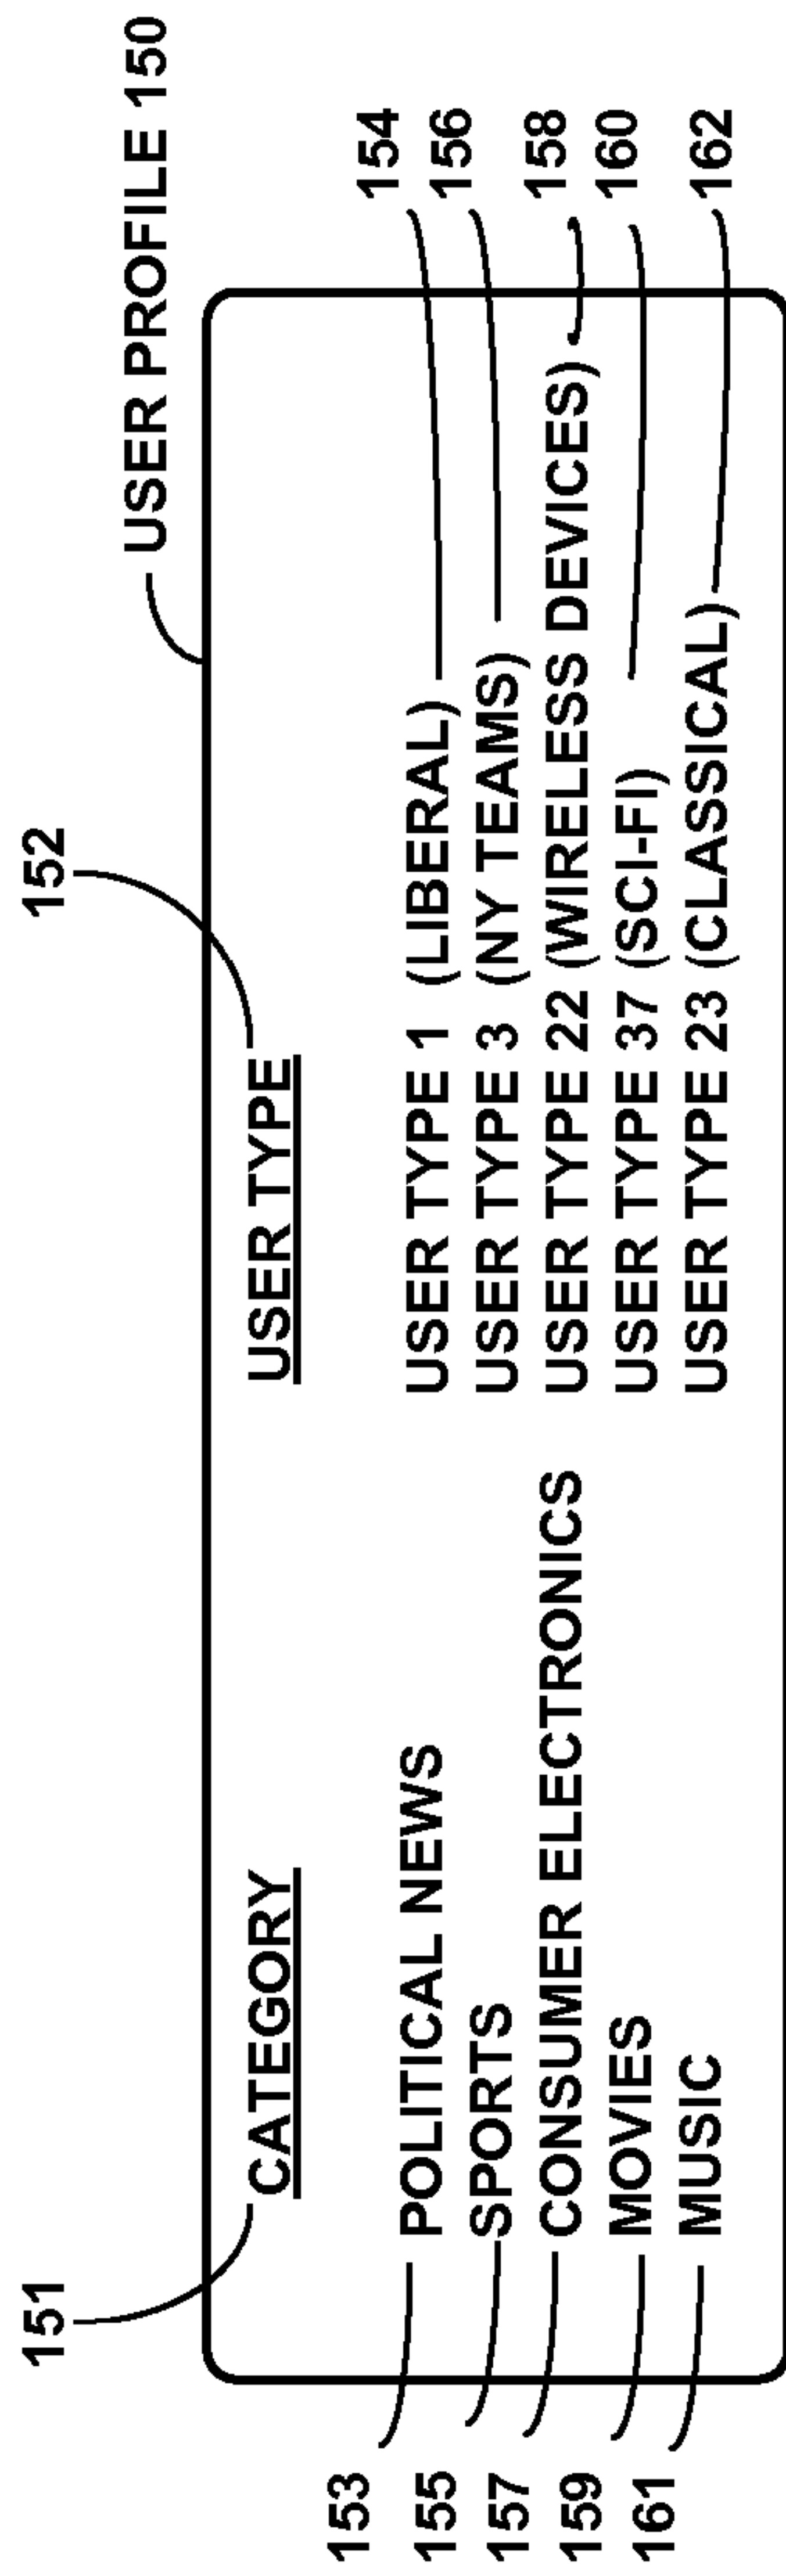 USER PROFILE 150
151 152
CATEGORY USER TYPE
153 POLITICAL NEWS USER TYPE 1 (LIBERAL) 154
155 SPORTS USER TYPE 3 (NY TEAMS) 156
157 CONSUMER ELECTRONICS USER TYPE 22 (WIRELESS DEVICES) 158
159 MOVIES USER TYPE 37 (SCI-FI) 160
161 MUSIC USER TYPE 23 (CLASSICAL) 162